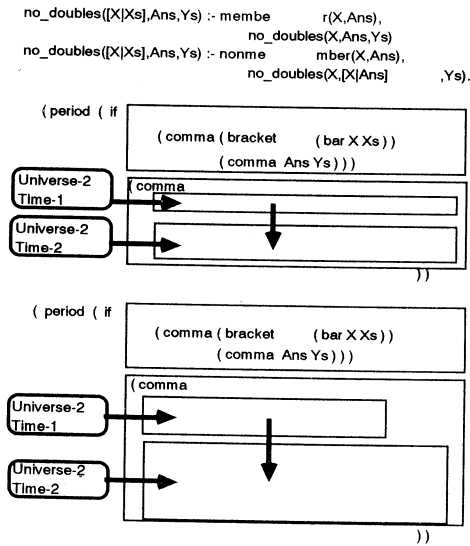 no_doubles([X|Xs],Ans,Ys) :- membe r(X,Ans),
no_doubles(X,Ans,Ys)
no_doubles([X|Xs],Ans,Ys) :- nonme mber(X,Ans),
no_doubles(X,[X|Ans] ,Ys).
( period ( if
( comma ( bracket ( bar X Xs ) )
( comma Ans Ys ) ) )
Universe-2
Time-1
( comma
Universe-2
Time-2
) )
( period ( if
( comma ( bracket ( bar X Xs ) )
( comma Ans Ys ) ) )
( comma
Universe-2
Time-1
Universe-2
Time-2
) )